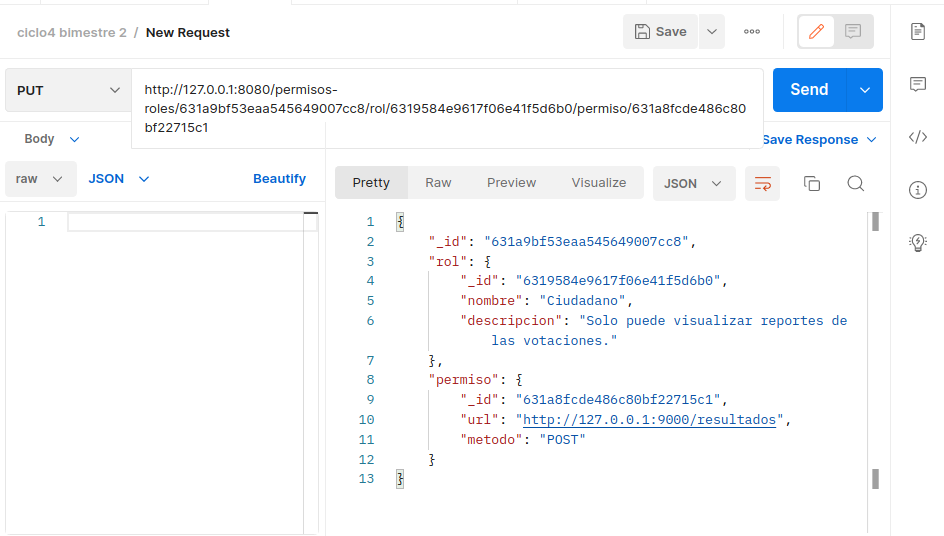 ciclo4 bimestre 2 / New Request
Save
PUT
http://127.0.0.1:8080/permisos-
roles/631a9bf53eaa545649007cc8/rol/6319584e9617f06e41f5d6b0/permiso/631a8fcde486c80
bf22715c1
Send
Body
Save Response
raw
JSON
Beautify
Pretty
Raw
Preview
Visualize
JSON
1
1 {
2 "_id": "631a9bf53eaa545649007cc8",
3 "rol": {
4 "_id": "6319584e9617f06e41f5d6b0",
5 "nombre": "Ciudadano",
6 "descripcion": "Solo puede visualizar reportes de
las votaciones."
7 },
8 "permiso": {
9 "_id": "631a8fcde486c80bf22715c1",
10 "url": "http://127.0.0.1:9000/resultados",
11 "metodo": "POST"
12 }
13 }